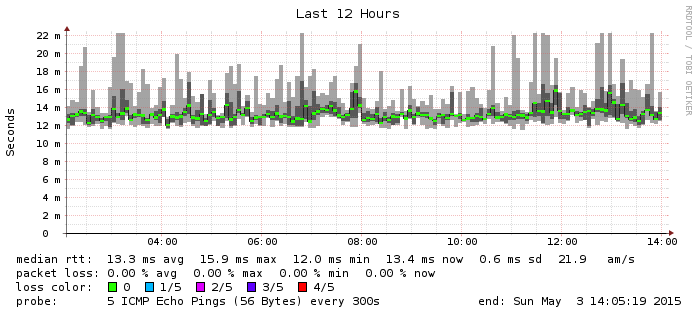 Last 12 Hours
RRDTOOL / TOBI OETIKER
Seconds
22 m
20 m
18 m
16 m
14 m
12 m
10 m
8 m
6 m
4 m
2 m
0
04:00 06:00 08:00 10:00 12:00 14:00
median rtt: 13.3 ms avg 15.9 ms max 12.0 ms min 13.4 ms now 0.6 ms sd 21.9 am/s
packet loss: 0.00 % avg 0.00 % max 0.00 % min 0.00 % now
loss color: 0 1/5 2/5 3/5 4/5
probe: 5 ICMP Echo Pings (56 Bytes) every 300s end: Sun May 3 14:05:19 2015